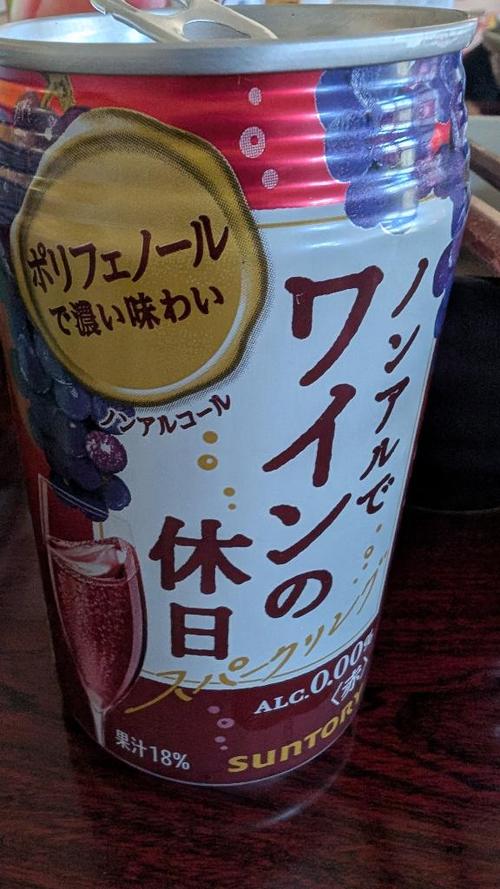 ポリフェノール
で濃い味わい
ノンアルコール
ノンアルで
ワインの
休日
スパークリング
ALC.0.00%
〈赤〉
果汁18%
SUNTORY